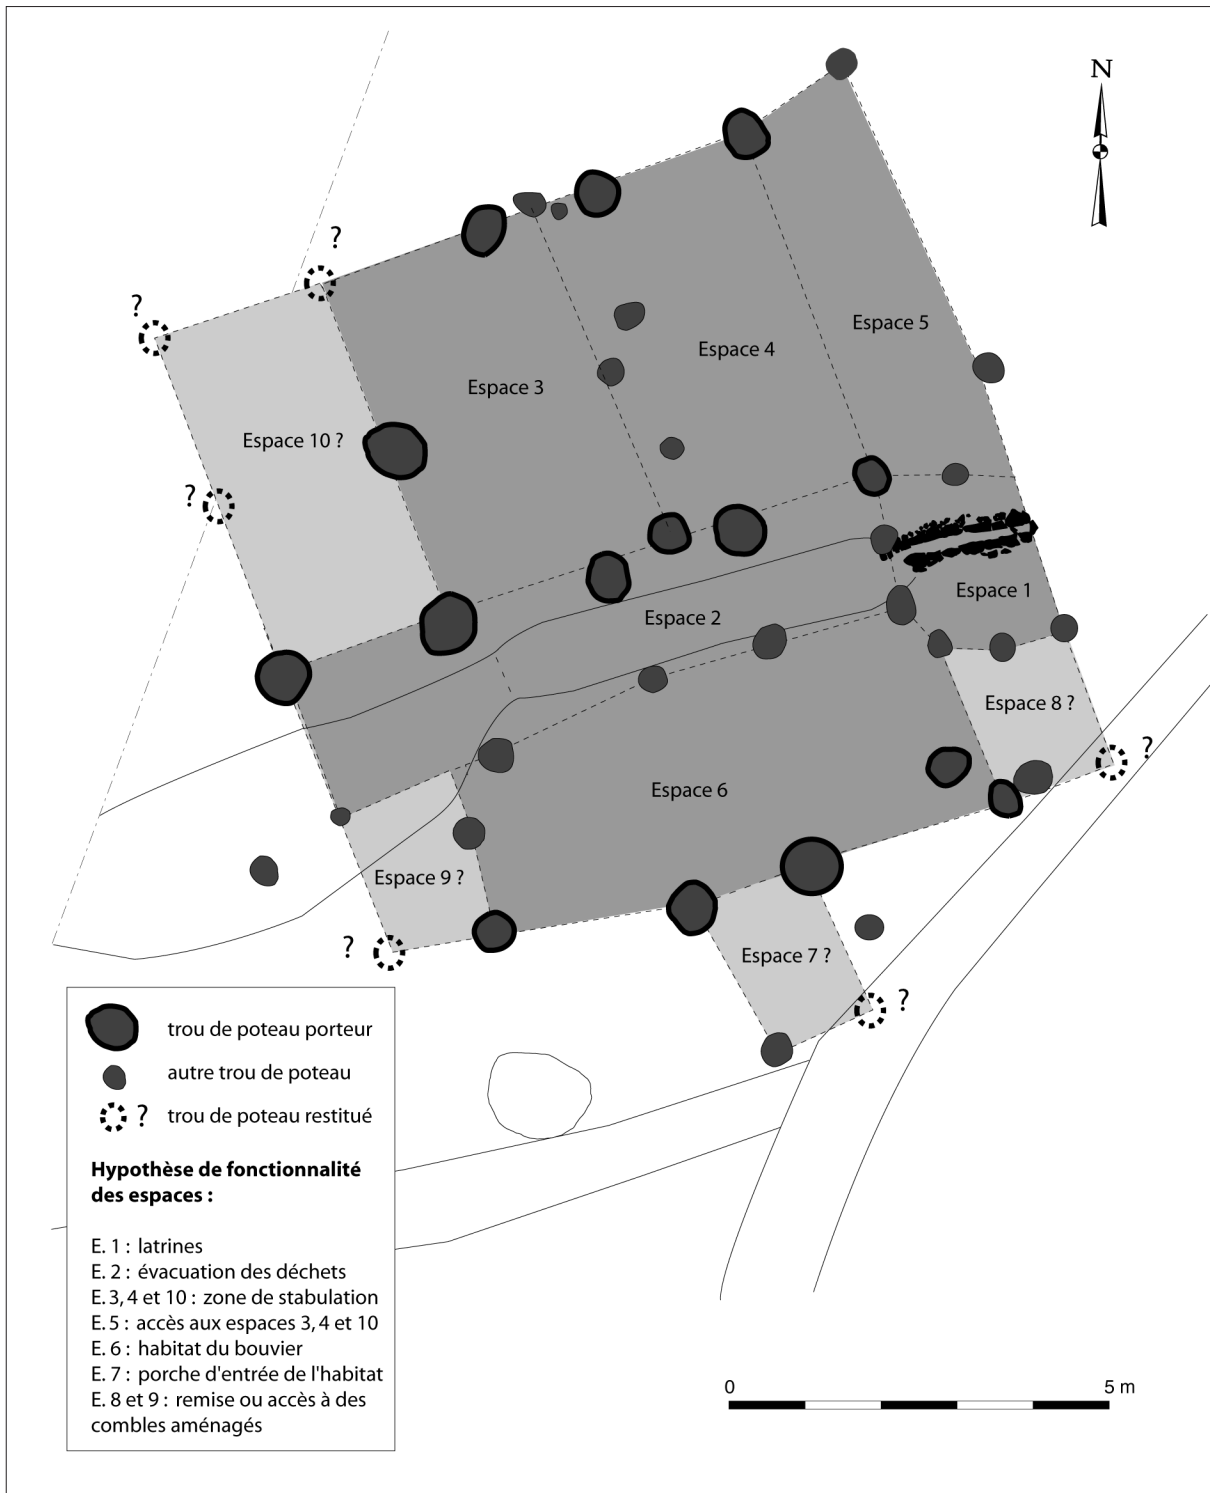 N
?
?
Espace 5
Espace 4
Espace 3
Espace 10 ?
?
Espace 1
Espace 2
Espace 8 ?
?
Espace 6
Espace 9 ?
?
Espace 7 ?
?
trou de poteau porteur
autre trou de poteau
? trou de poteau restitué
Hypothèse de fonctionnalité
des espaces :
E. 1 : latrines
E. 2 : évacuation des déchets
E. 3, 4 et 10 : zone de stabulation
E. 5 : accès aux espaces 3, 4 et 10
E. 6 : habitat du bouvier
E. 7 : porche d'entrée de l'habitat
E. 8 et 9 : remise ou accès à des
combles aménagés
0 5 m